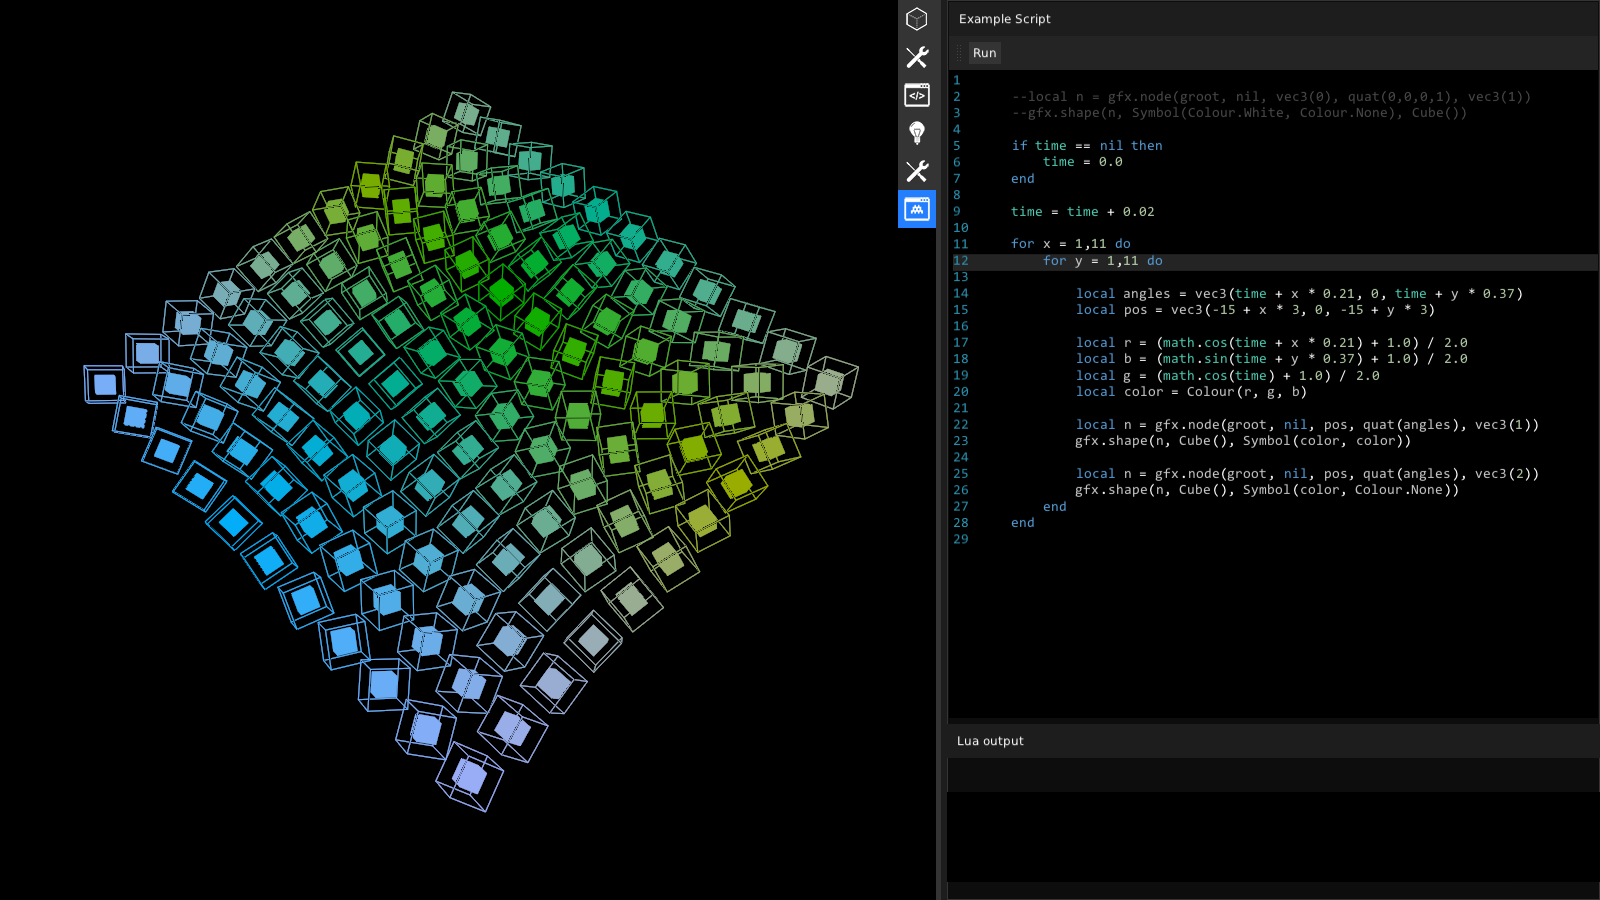 Example Script
Run
1
2 --local n = gfx.node(groot, nil, vec3(0), quat(0,0,0,1), vec3(1))
3 --gfx.shape(n, Symbol(Colour.White, Colour.None), Cube())
4
5 if time == nil then
6 time = 0.0
7 end
8
9 time = time + 0.02
10
11 for x = 1,11 do
12 for y = 1,11 do
13
14 local angles = vec3(time + x * 0.21, 0, time + y * 0.37)
15 local pos = vec3(-15 + x * 3, 0, -15 + y * 3)
16
17 local r = (math.cos(time + x * 0.21) + 1.0) / 2.0
18 local b = (math.sin(time + y * 0.37) + 1.0) / 2.0
19 local g = (math.cos(time) + 1.0) / 2.0
20 local color = Colour(r, g, b)
21
22 local n = gfx.node(groot, nil, pos, quat(angles), vec3(1))
23 gfx.shape(n, Cube(), Symbol(color, color))
24
25 local n = gfx.node(groot, nil, pos, quat(angles), vec3(2))
26 gfx.shape(n, Cube(), Symbol(color, Colour.None))
27 end
28 end
29
Lua output